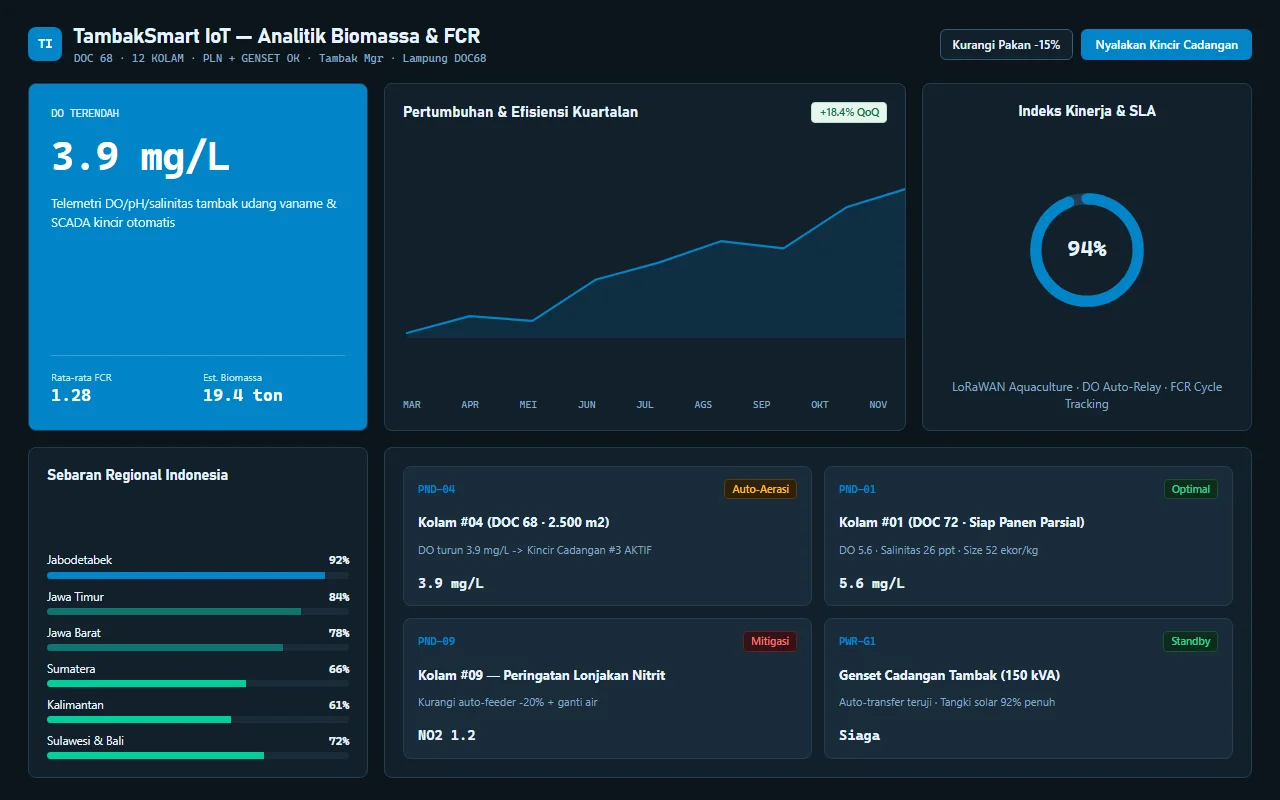 TI
TambakSmart IoT — Analitik Biomassa & FCR
DOC 68 · 12 KOLAM · PLN + GENSET OK · Tambak Mgr · Lampung DOC68
Kurangi Pakan -15%
Nyalakan Kincir Cadangan
DO TERENDAH
3.9 mg/L
Telemetri DO/pH/salinitas tambak udang vaname &
SCADA kincir otomatis
Rata-rata FCR
1.28
Est. Biomassa
19.4 ton
Pertumbuhan & Efisiensi Kuartalan
+18.4% QoQ
MAR APR MEI JUN JUL AGS SEP OKT NOV
Indeks Kinerja & SLA
94%
LoRaWAN Aquaculture · DO Auto-Relay · FCR Cycle
Tracking
Sebaran Regional Indonesia
Jabodetabek 92%
Jawa Timur 84%
Jawa Barat 78%
Sumatera 66%
Kalimantan 61%
Sulawesi & Bali 72%
PND-04
Auto-Aerasi
Kolam #04 (DOC 68 · 2.500 m2)
DO turun 3.9 mg/L -> Kincir Cadangan #3 AKTIF
3.9 mg/L
PND-01
Optimal
Kolam #01 (DOC 72 · Siap Panen Parsial)
DO 5.6 · Salinitas 26 ppt · Size 52 ekor/kg
5.6 mg/L
PND-09
Mitigasi
Kolam #09 — Peringatan Lonjakan Nitrit
Kurangi auto-feeder -20% + ganti air
NO2 1.2
PWR-G1
Standby
Genset Cadangan Tambak (150 kVA)
Auto-transfer teruji · Tangki solar 92% penuh
Siaga